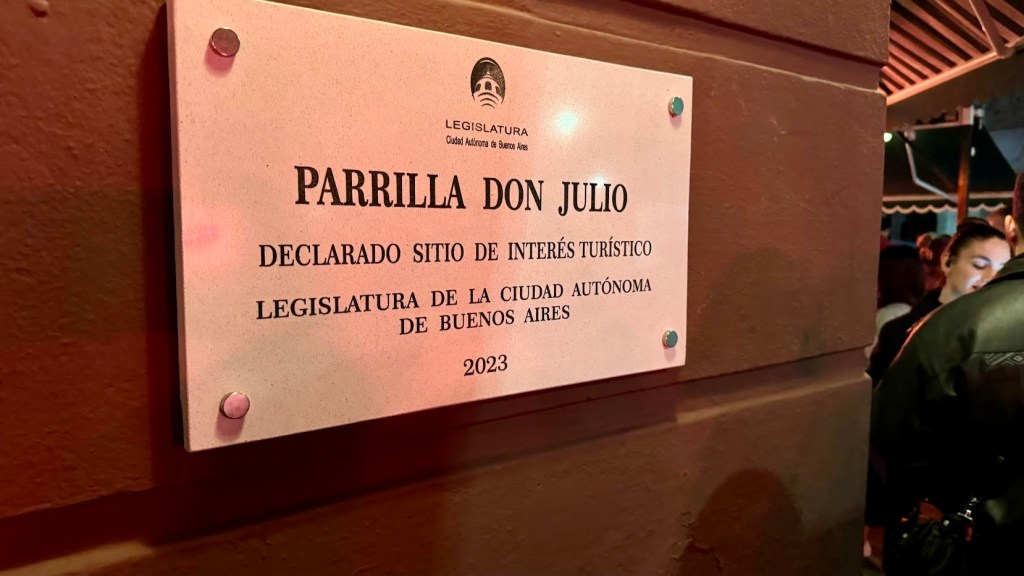 LEGISLATURA
Ciudad Autónoma de Buenos Aires
PARRILLA DON JULIO
DECLARADO SITIO DE INTERÉS TURÍSTICO
LEGISLATURA DE LA CIUDAD AUTÓNOMA
DE BUENOS AIRES
2023